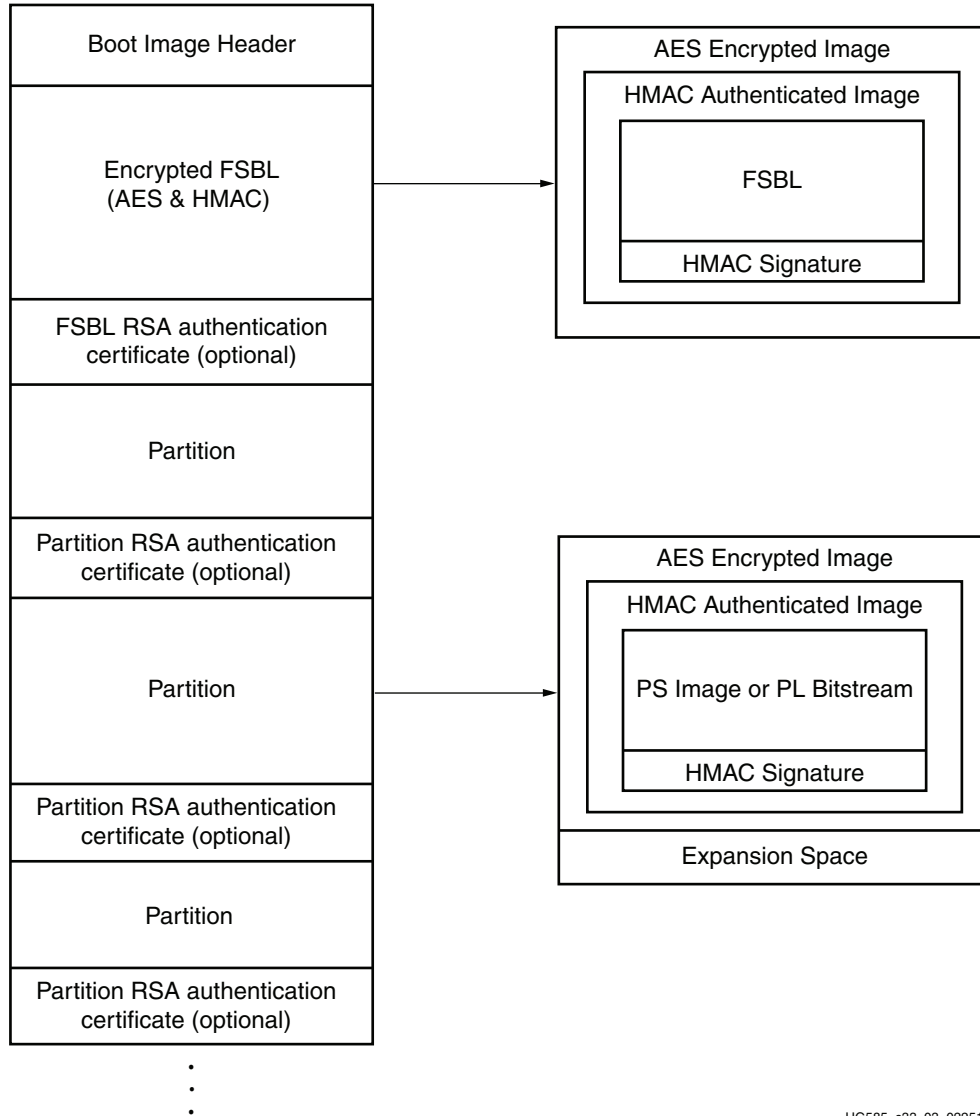 Boot Image Header
Encrypted FSBL
(AES & HMAC)
FSBL RSA authentication
certificate (optional)
Partition
Partition RSA authentication
certificate (optional)
Partition
Partition RSA authentication
certificate (optional)
Partition
Partition RSA authentication
certificate (optional)
AES Encrypted Image
HMAC Authenticated Image
FSBL
HMAC Signature
AES Encrypted Image
HMAC Authenticated Image
PS Image or PL Bitstream
HMAC Signature
Expansion Space